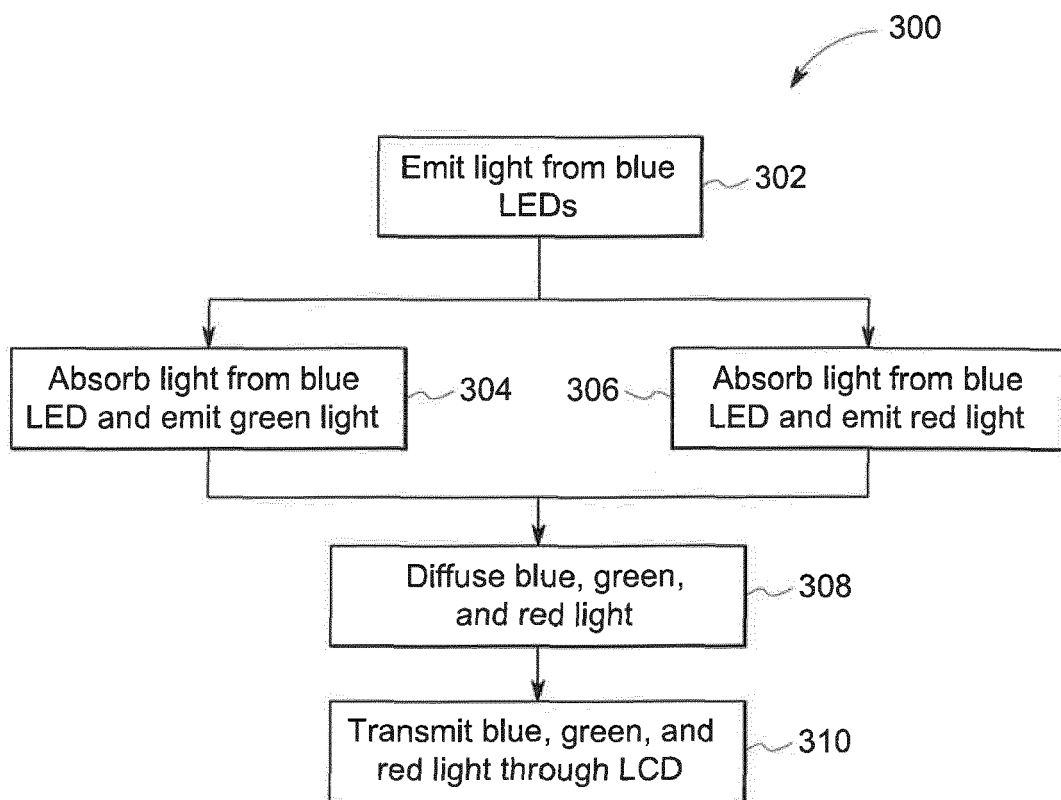 300
Emit light from blue
LEDs
302
Absorb light from blue
LED and emit green light
304
306
Absorb light from blue
LED and emit red light
Diffuse blue, green,
and red light
308
Transmit blue, green, and
red light through LCD
310